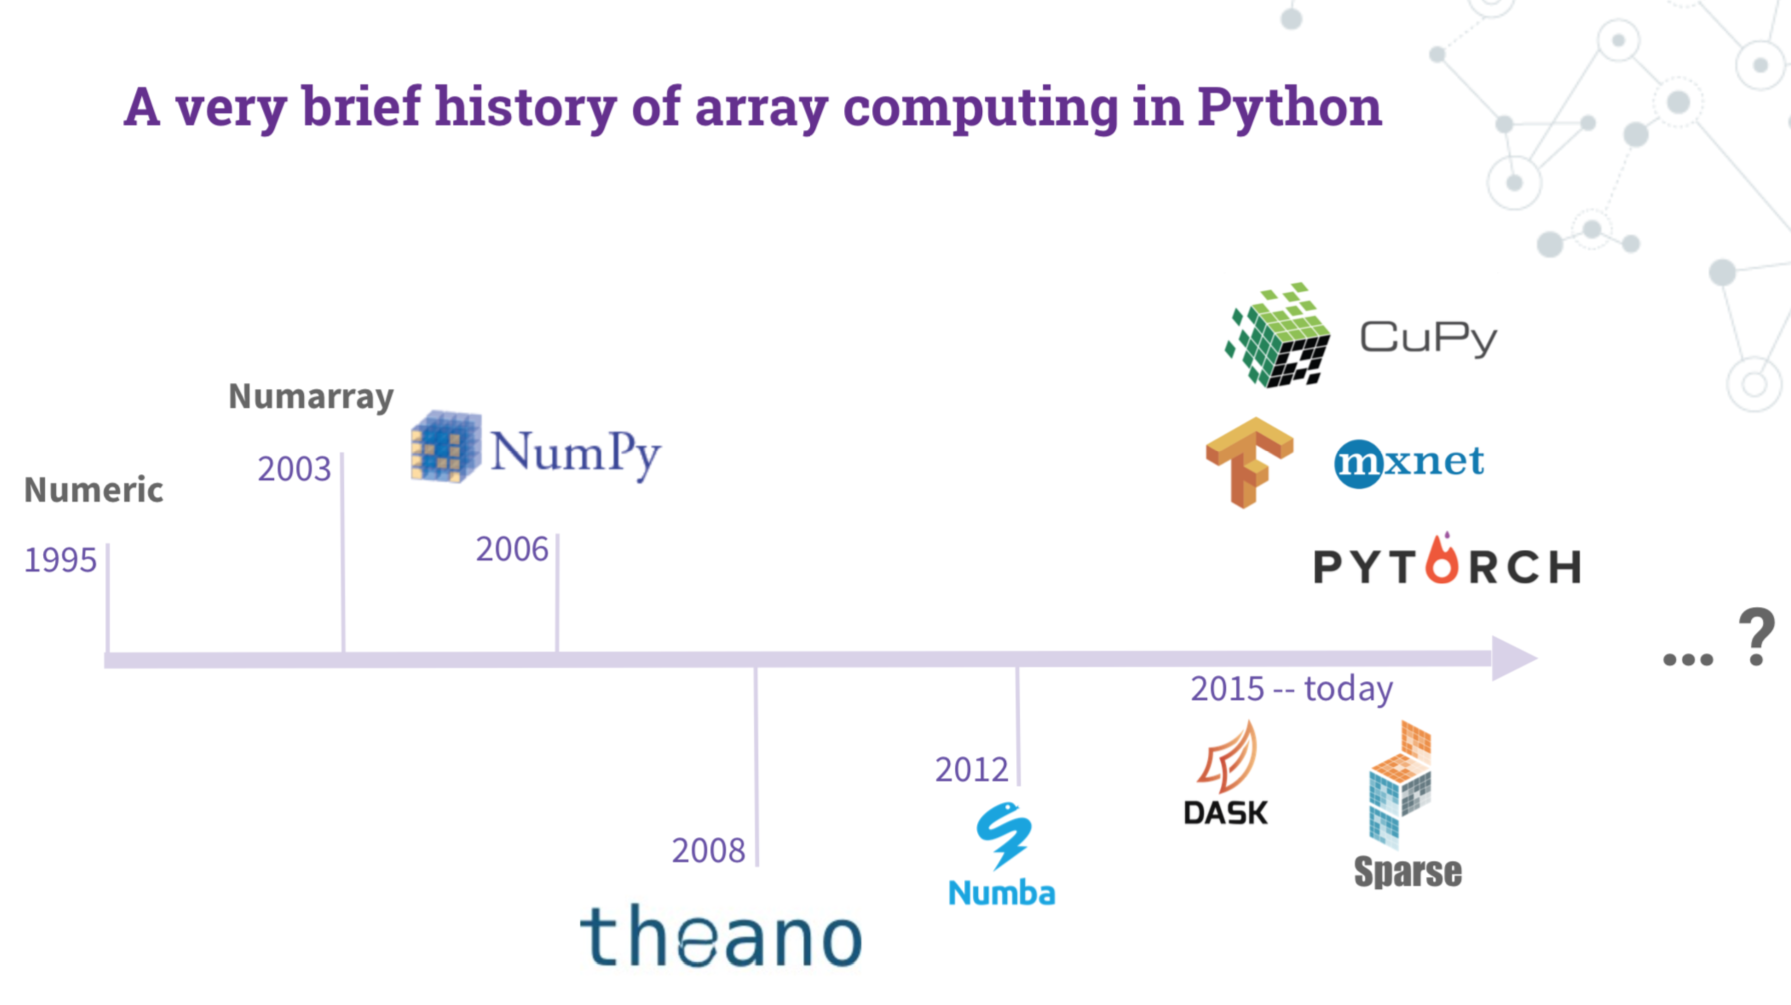 A very brief history of array computing in Python
CuPy
Numarray
2003
NumPy
mxnet
Numeric
1995
2006
PYTORCH
... ?
2015 -- today
2012
DASK
2008
Numba
Sparse
theano